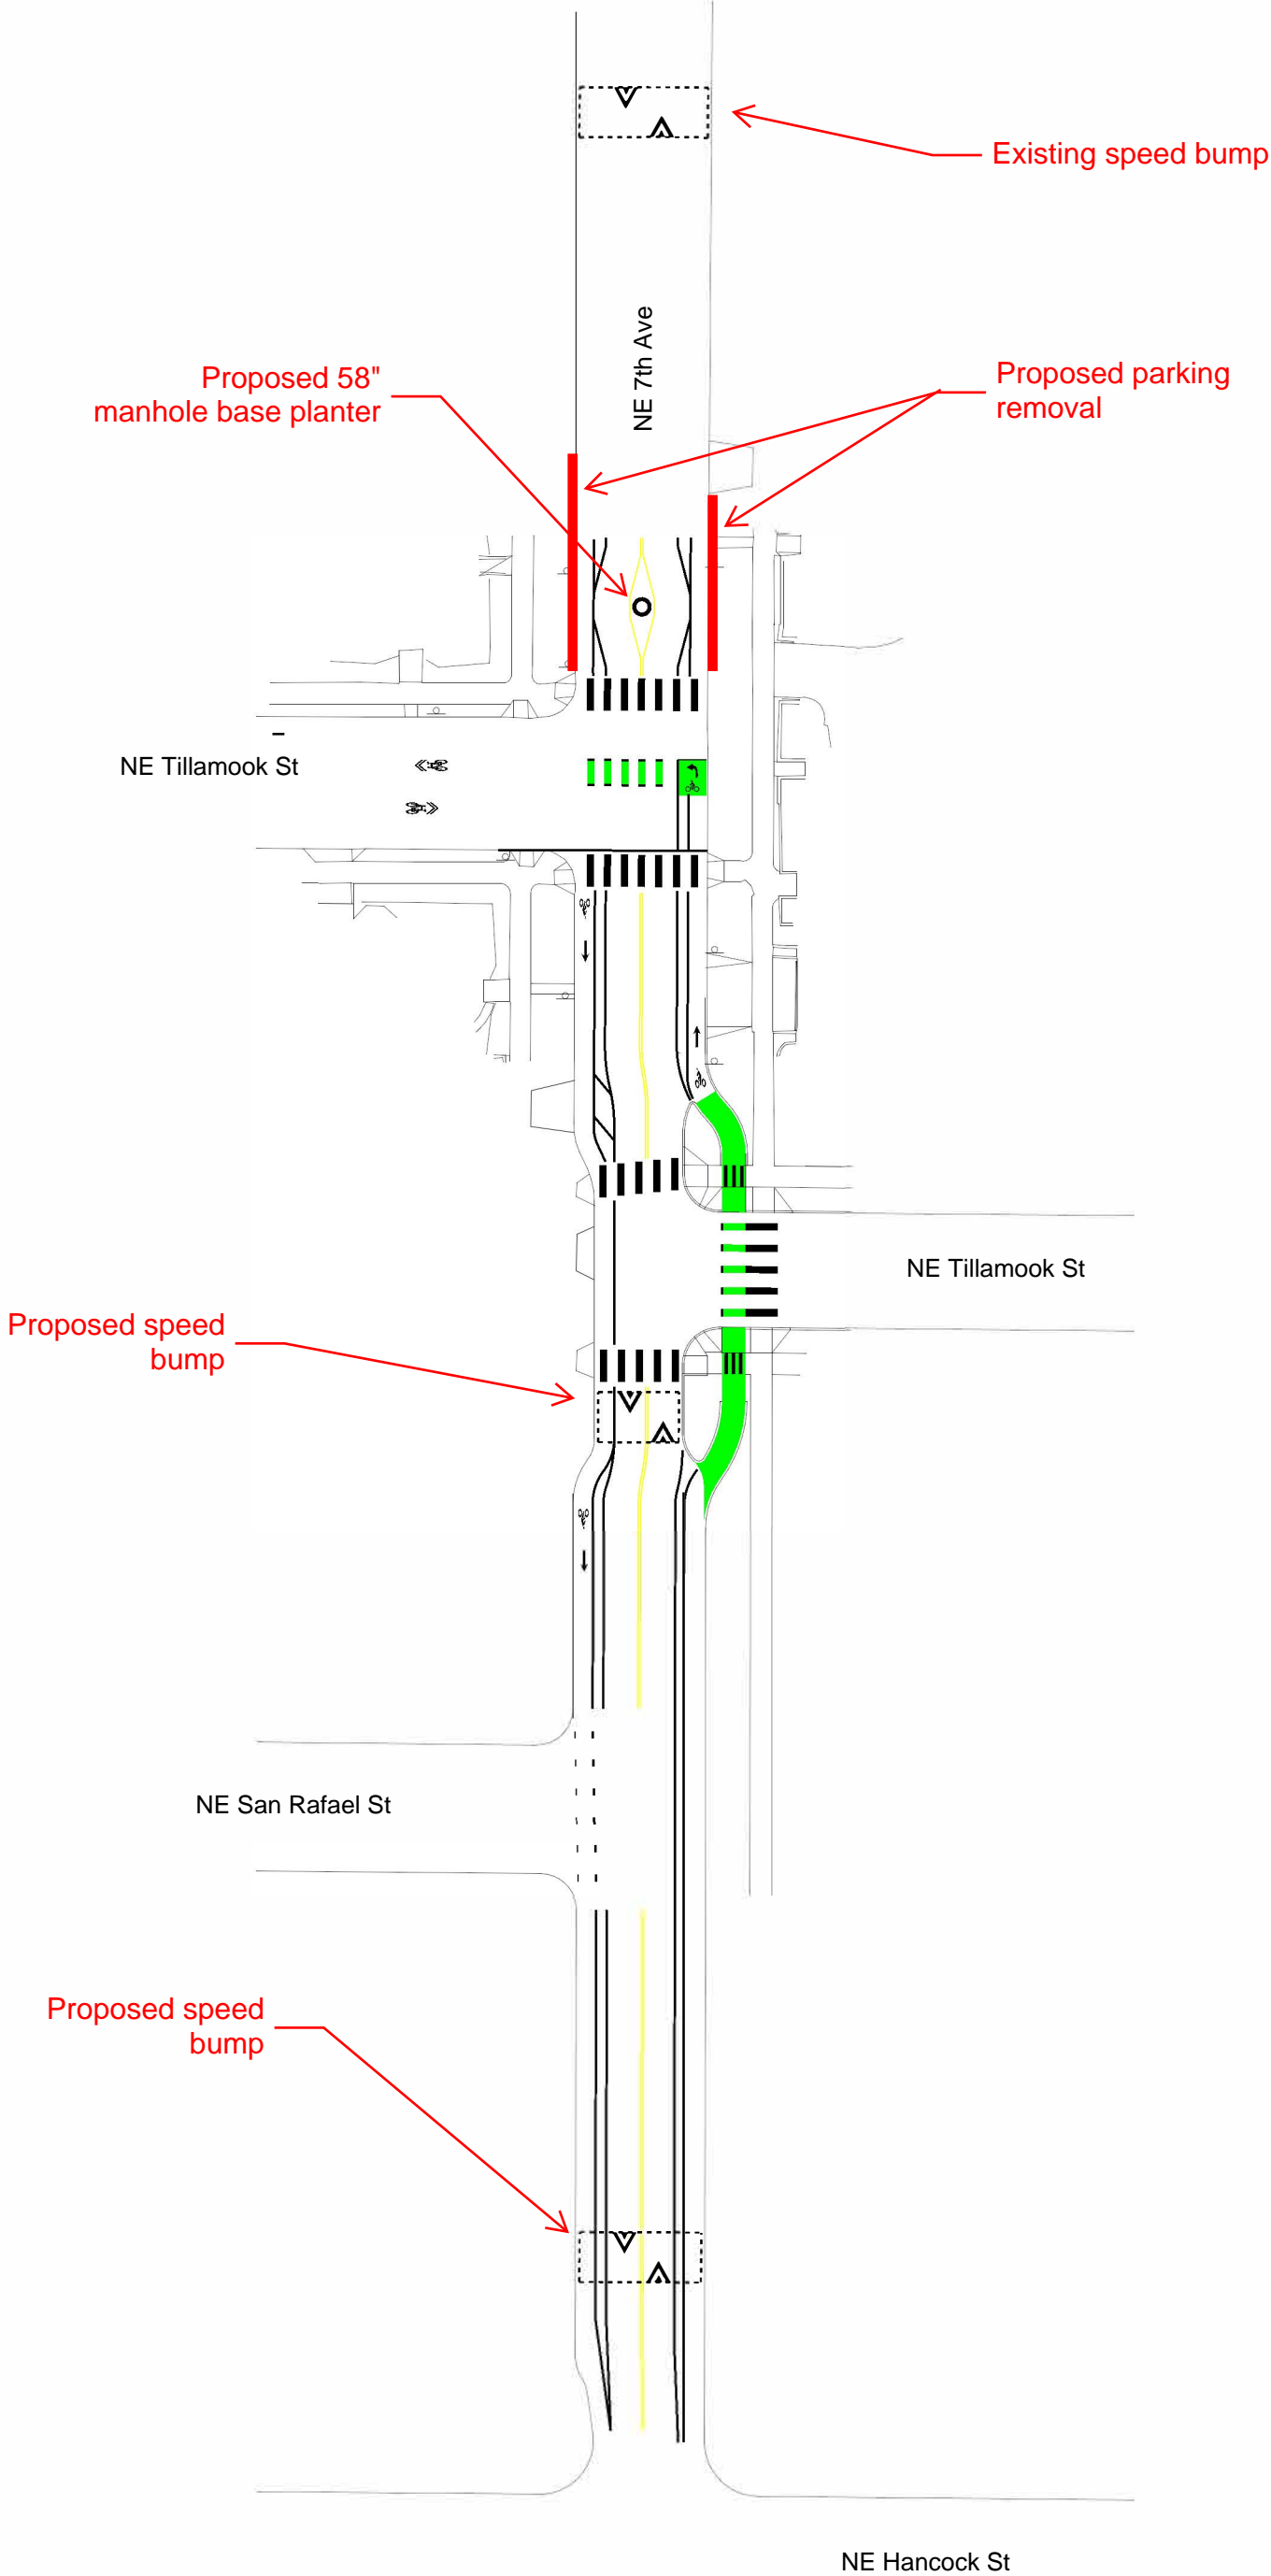 Existing speed bump
NE 7th Ave
Proposed 58"
manhole base planter
Proposed parking
removal
NE Tillamook St
NE Tillamook St
Proposed speed
bump
NE San Rafael St
Proposed speed
bump
NE Hancock St